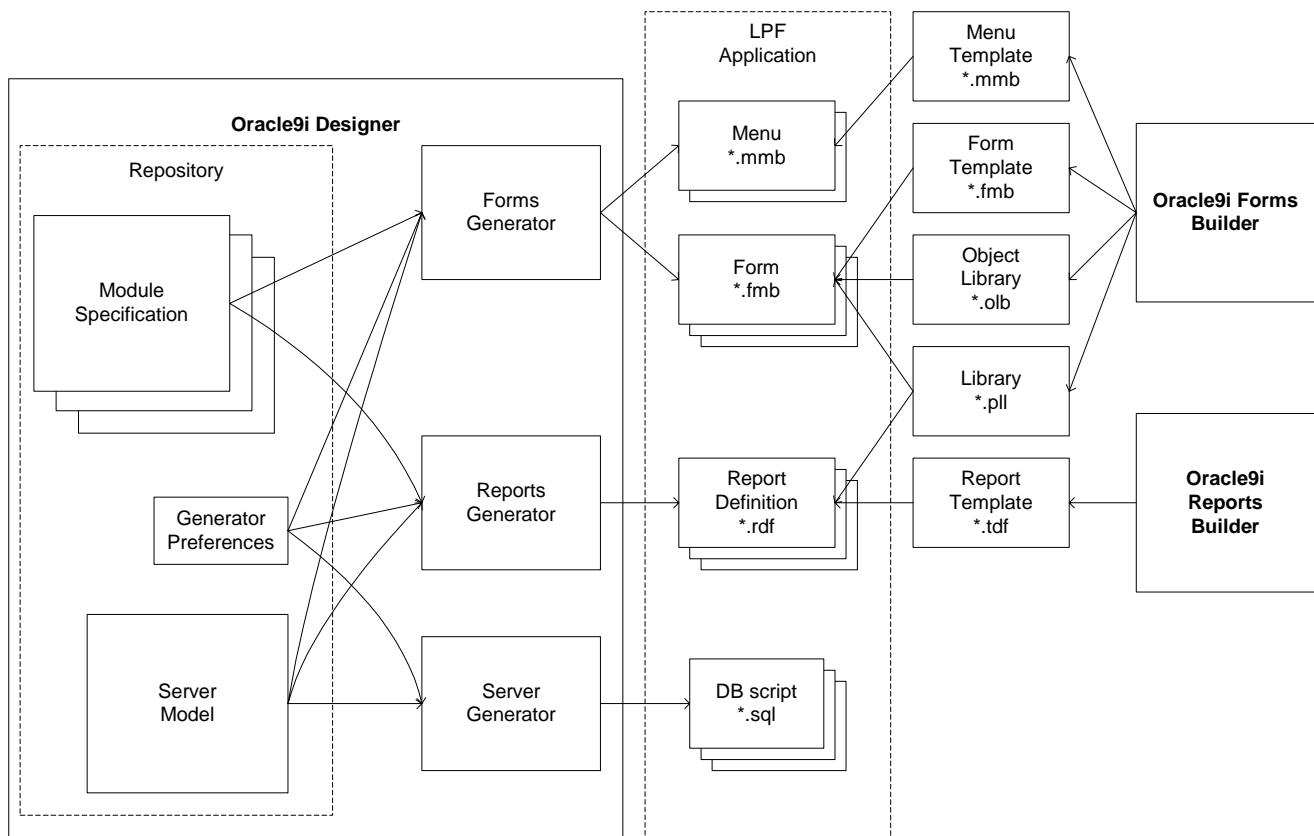 LPF
Application
Menu
Template
*.mmb
Oracle9i Designer
Repository
Forms
Generator
Menu
*.mmb
Form
Template
*.fmb
Oracle9i Forms
Builder
Module
Specification
Form
*.fmb
Object
Library
*.olb
Library
*.pll
Generator
Preferences
Reports
Generator
Report
Definition
*.rdf
Report
Template
*.tdf
Oracle9i
Reports
Builder
Server
Model
Server
Generator
DB script
*.sql